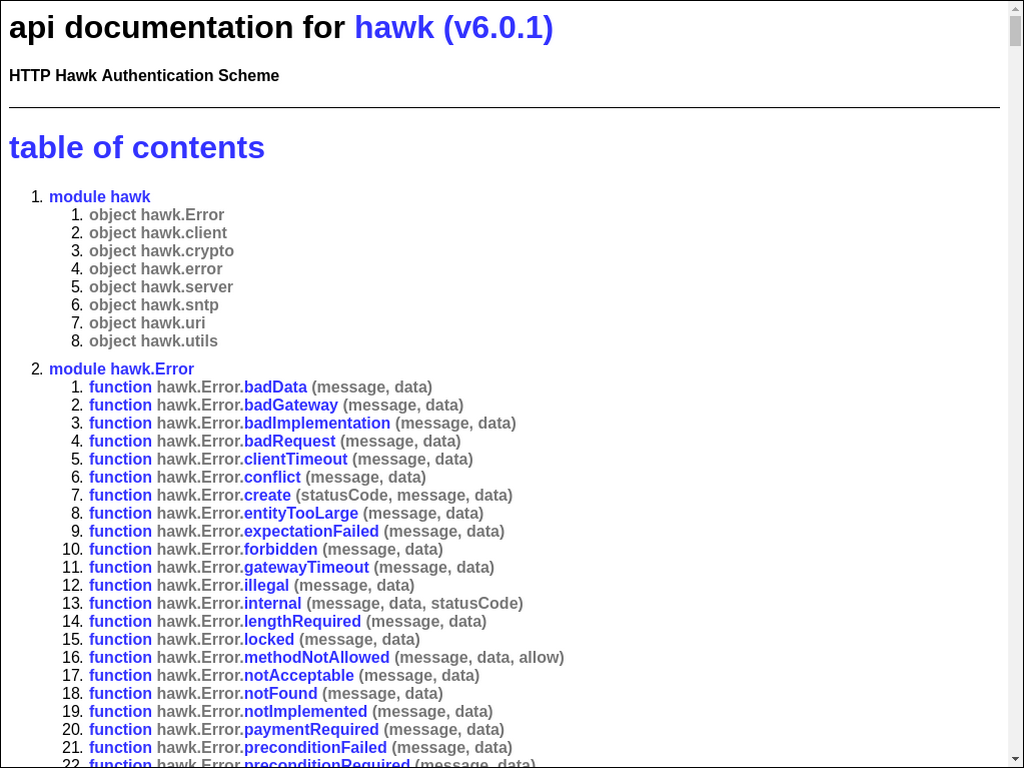 api documentation for hawk (v6.0.1)
HTTP Hawk Authentication Scheme
table of contents
1. module hawk
1. object hawk.Error
2. object hawk.client
3. object hawk.crypto
4. object hawk.error
5. object hawk.server
6. object hawk.sntp
7. object hawk.uri
8. object hawk.utils
2. module hawk.Error
1. function hawk.Error.badData (message, data)
2. function hawk.Error.badGateway (message, data)
3. function hawk.Error.badImplementation (message, data)
4. function hawk.Error.badRequest (message, data)
5. function hawk.Error.clientTimeout (message, data)
6. function hawk.Error.conflict (message, data)
7. function hawk.Error.create (statusCode, message, data)
8. function hawk.Error.entityTooLarge (message, data)
9. function hawk.Error.expectationFailed (message, data)
10. function hawk.Error.forbidden (message, data)
11. function hawk.Error.gatewayTimeout (message, data)
12. function hawk.Error.illegal (message, data)
13. function hawk.Error.internal (message, data, statusCode)
14. function hawk.Error.lengthRequired (message, data)
15. function hawk.Error.locked (message, data)
16. function hawk.Error.methodNotAllowed (message, data, allow)
17. function hawk.Error.notAcceptable (message, data)
18. function hawk.Error.notFound (message, data)
19. function hawk.Error.notImplemented (message, data)
20. function hawk.Error.paymentRequired (message, data)
21. function hawk.Error.preconditionFailed (message, data)
22. function hawk.Error.preconditionRequired (message, data)